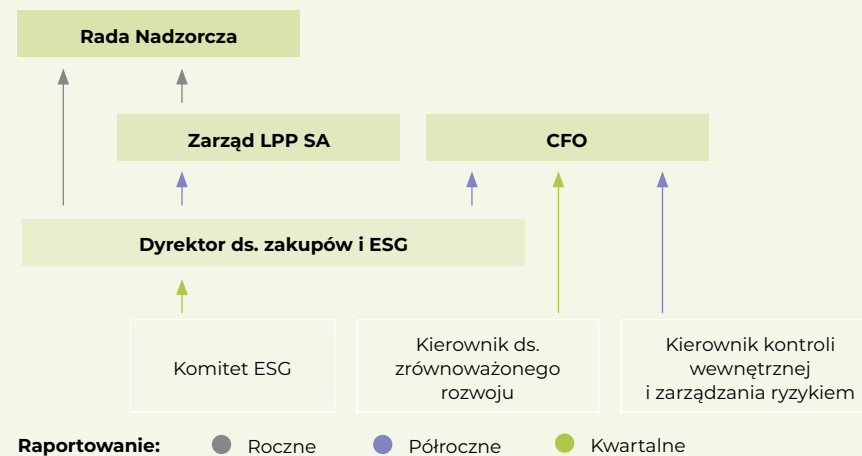 Rada Nadzorcza
Zarząd LPP SA
CFO
Dyrektor ds. zakupów i ESG
Komitet ESG
Kierownik ds.
zrównoważonego
rozwoju
Kierownik kontroli
wewnętrznej
i zarządzania ryzykiem
Raportowanie: Roczne Półroczne Kwartalne